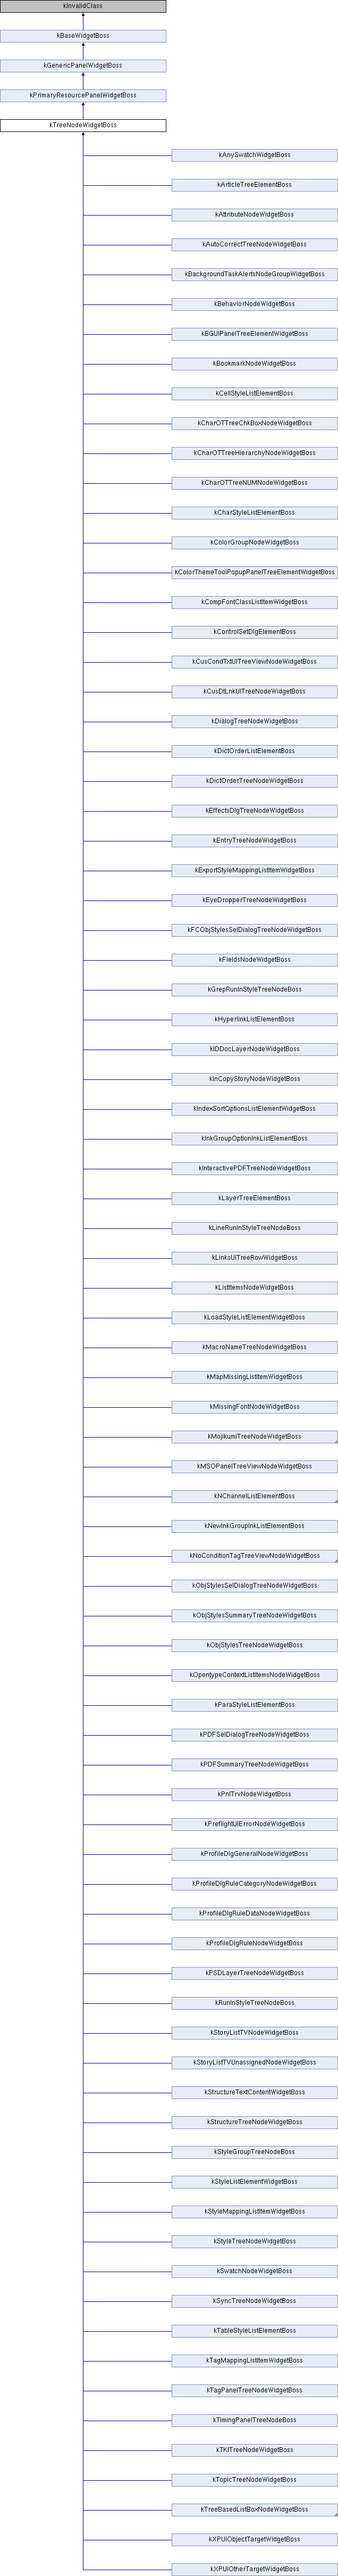 kInvalidClass
kBaseWidgetBoss
kGenericPanelWidgetBoss
kPrimaryResourcePanelWidgetBoss
kTreeNodeWidgetBoss
kAnySwatchWidgetBoss
kArticleTreeElementBoss
kAttributeNodeWidgetBoss
kAutoCorrectTreeNodeWidgetBoss
kBackgroundTaskAlertsNodeGroupWidgetBoss
kBehaviorNodeWidgetBoss
kBGUIPanelTreeElementWidgetBoss
kBookmarkNodeWidgetBoss
kCellStyleListElementBoss
kCharOTTreeChkBoxNodeWidgetBoss
kCharOTTreeHierarchyNodeWidgetBoss
kCharOTTreeNUMNodeWidgetBoss
kCharStyleListElementBoss
kColorGroupNodeWidgetBoss
kColorThemeToolPopupPanelTreeElementWidgetBoss
kCompFontClassListItemWidgetBoss
kControlSetDlgElementBoss
kCusCondTxtUITreeViewNodeWidgetBoss
kCusDtLnkUITreeNodeWidgetBoss
kDialogTreeNodeWidgetBoss
kDictOrderListElementBoss
kDictOrderTreeNodeWidgetBoss
kEffectsDlgTreeNodeWidgetBoss
kEntryTreeNodeWidgetBoss
kExportStyleMappingListItemWidgetBoss
kEyeDropperTreeNodeWidgetBoss
kFCObjStylesSelDialogTreeNodeWidgetBoss
kFieldsNodeWidgetBoss
kGrepRunInStyleTreeNodeBoss
kHyperlinkListElementBoss
kIDDocLayerNodeWidgetBoss
kInCopyStoryNodeWidgetBoss
kIndexSortOptionsListElementWidgetBoss
kInkGroupOptionInkListElementBoss
kInteractivePDFTreeNodeWidgetBoss
kLayerTreeElementBoss
kLineRunInStyleTreeNodeBoss
kLinksUITreeRowWidgetBoss
kListItemsNodeWidgetBoss
kLoadStyleListElementWidgetBoss
kMacroNameTreeNodeWidgetBoss
kMapMissingListItemWidgetBoss
kMissingFontNodeWidgetBoss
kMojikumiTreeNodeWidgetBoss
kMSOPanelTreeViewNodeWidgetBoss
kNChannelListElementBoss
kNewInkGroupInkListElementBoss
kNoConditionTagTreeViewNodeWidgetBoss
kObjStylesSelDialogTreeNodeWidgetBoss
kObjStylesSummaryTreeNodeWidgetBoss
kObjStylesTreeNodeWidgetBoss
kOpentypeContextListItemsNodeWidgetBoss
kParaStyleListElementBoss
kPDFSelDialogTreeNodeWidgetBoss
kPDFSummaryTreeNodeWidgetBoss
kPnlTrvNodeWidgetBoss
kPreflightUIErrorNodeWidgetBoss
kProfileDlgGeneralNodeWidgetBoss
kProfileDlgRuleCategoryNodeWidgetBoss
kProfileDlgRuleDataNodeWidgetBoss
kProfileDlgRuleNodeWidgetBoss
kPSDLayerTreeNodeWidgetBoss
kRunInStyleTreeNodeBoss
kStoryListTVNodeWidgetBoss
kStoryListTVUnassignedNodeWidgetBoss
kStructureTextContentWidgetBoss
kStructureTreeNodeWidgetBoss
kStyleGroupTreeNodeBoss
kStyleListElementWidgetBoss
kStyleMappingListItemWidgetBoss
kStyleTreeNodeWidgetBoss
kSwatchNodeWidgetBoss
kSyncTreeNodeWidgetBoss
kTableStyleListElementBoss
kTagMappingListItemWidgetBoss
kTagPanelTreeNodeWidgetBoss
kTimingPanelTreeNodeBoss
kTKITreeNodeWidgetBoss
kTopicTreeNodeWidgetBoss
kTreeBasedListBoxNodeWidgetBoss
kXPUIObjectTargetWidgetBoss
kXPUIOtherTargetWidgetBoss